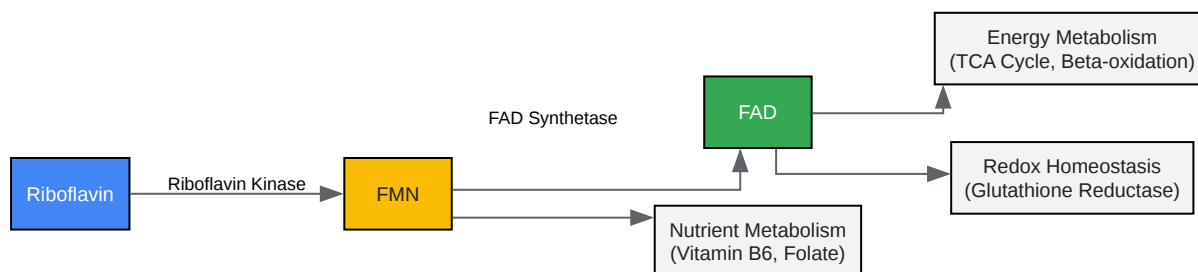 Energy Metabolism
(TCA Cycle, Beta-oxidation)
FAD Synthetase
FAD
Riboflavin
Riboflavin Kinase
FMN
Redox Homeostasis
(Glutathione Reductase)
Nutrient Metabolism
(Vitamin B6, Folate)